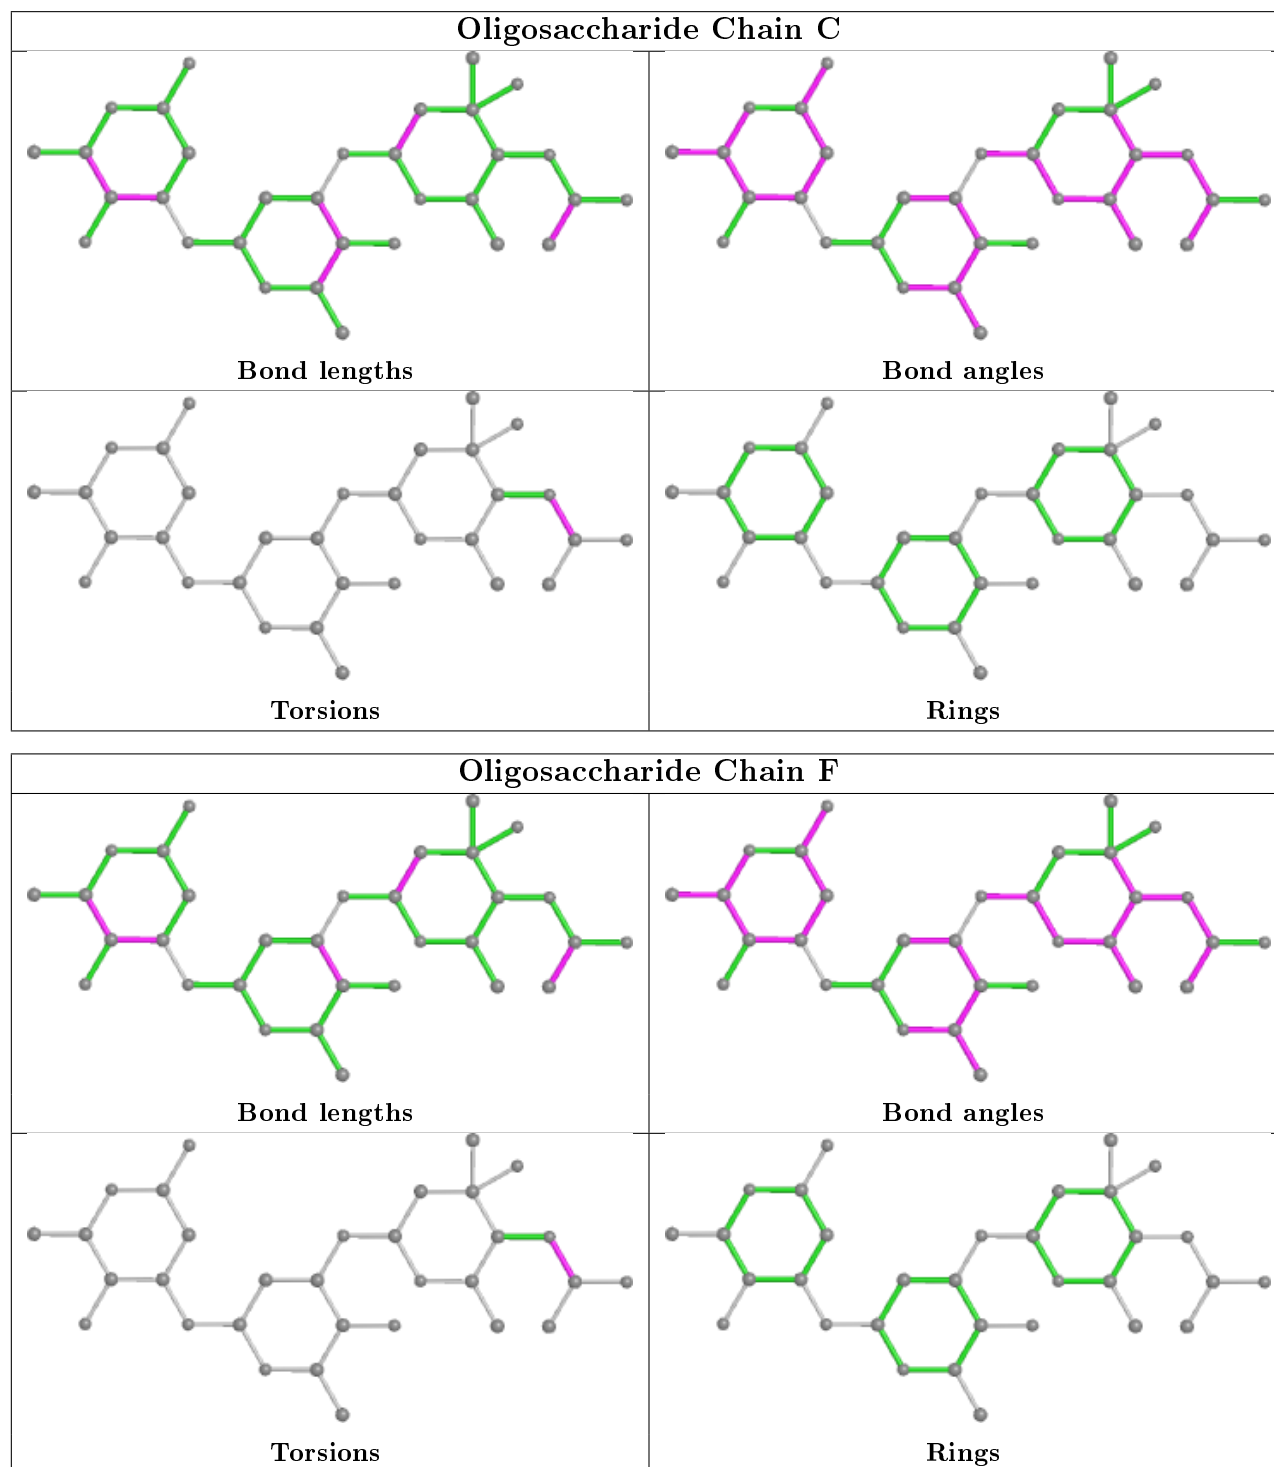 Oligosaccharide Chain C
Bond lengths
Bond angles
Torsions
Rings
Oligosaccharide Chain F
Bond lengths
Bond angles
Torsions
Rings